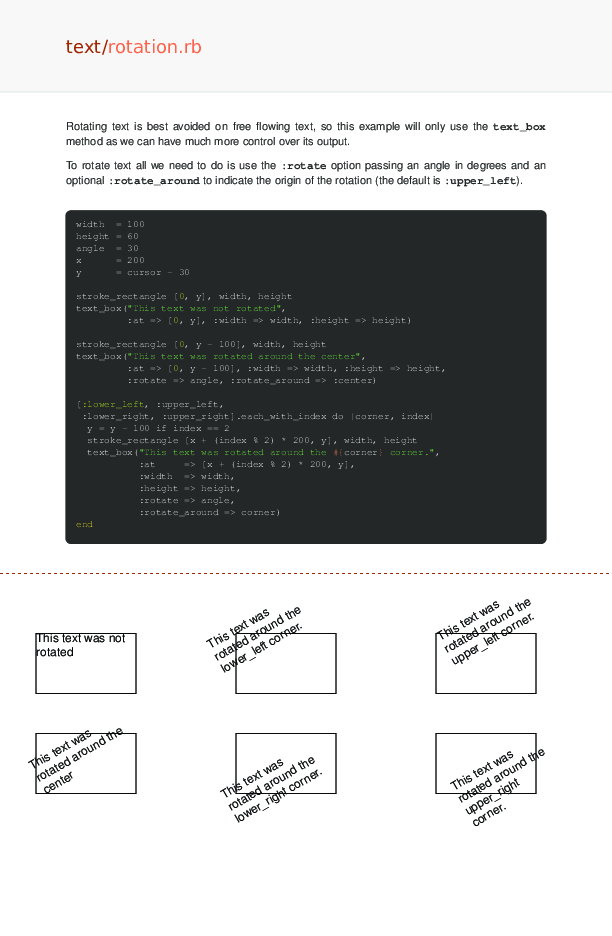 text/rotation.rb
Rotating text is best avoided on free flowing text, so this example will only use the text_box
method as we can have much more control over its output.
To rotate text all we need to do is use the :rotate option passing an angle in degrees and an
optional :rotate_around to indicate the origin of the rotation (the default is :upper_left).
width  = 100
height = 60
angle  = 30
x      = 200
y      = cursor - 30
stroke_rectangle [0, y], width, height
text_box("This text was not rotated",
         :at => [0, y], :width => width, :height => height)
stroke_rectangle [0, y - 100], width, height
text_box("This text was rotated around the center",
         :at => [0, y - 100], :width => width, :height => height,
         :rotate => angle, :rotate_around => :center)
[:lower_left, :upper_left,
 :lower_right, :upper_right].each_with_index do |corner, index|
  y = y - 100 if index == 2
  stroke_rectangle [x + (index % 2) * 200, y], width, height
  text_box("This text was rotated around the #{corner} corner.",
           :at     => [x + (index % 2) * 200, y],
           :width  => width,
           :height => height,
           :rotate => angle,
           :rotate_around => corner)
end
This text was not
rotated
This text was
rotated around the
lower_left corner.
This text was
rotated around the
upper_left corner.
This text was
rotated around the
center
This text was
rotated around the
lower_right corner.
This text was
rotated around the
upper_right
corner.